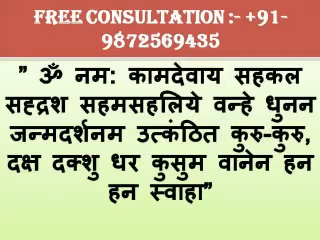 FREE CONSULTATION :- +91-
9872569435
” ॐ नम: कामदेवाय सहकल
सह्द्रश सहमसहलिये वन्हे धुनन
जन्मदर्शनम उत्कंठित कुरु-कुरु,
दक्ष दक्शु धर कुसुम वानेन हन
हन स्वाहा”